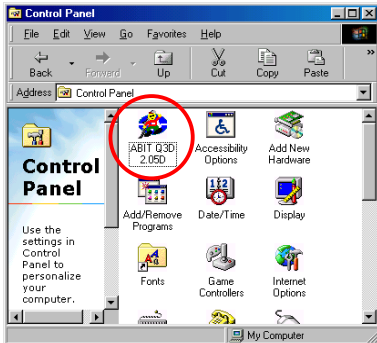 Control Panel
File Edit View Go Favorites Help
Back Forward Up Cut Copy Paste »
Address Control Panel
Control
Panel
Use the
settings in
Control
Panel to
personalize
your
computer.
ABIT Q3D
2.05D
Accessibility
Options
Add New
Hardware
Add/Remove
Programs
Date/Time
Display
Fonts
Game
Controllers
Internet
Options
My Computer